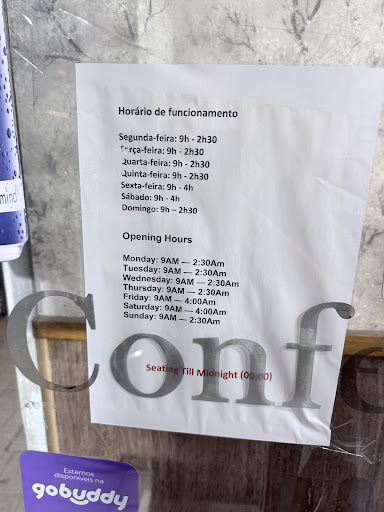 Horário de funcionamento
Segunda-feira: 9h - 2h30
Terça-feira: 9h - 2h30
Quarta-feira: 9h - 2h30
Quinta-feira: 9h - 2h30
Sexta-feira: 9h - 4h
Sábado: 9h - 4h
Domingo: 9h – 2h30
Opening Hours
Monday: 9AM — 2:30Am
Tuesday: 9AM — 2:30Am
Wednesday: 9AM — 2:30Am
Thursday: 9AM — 2:30Am
Friday: 9AM — 4:00Am
Saturday: 9AM — 4:00Am
Sunday: 9AM — 2:30Am
Seating Till Midnight (00:00)
Confe
mind
Estamos
disponíveis na
gobuddy